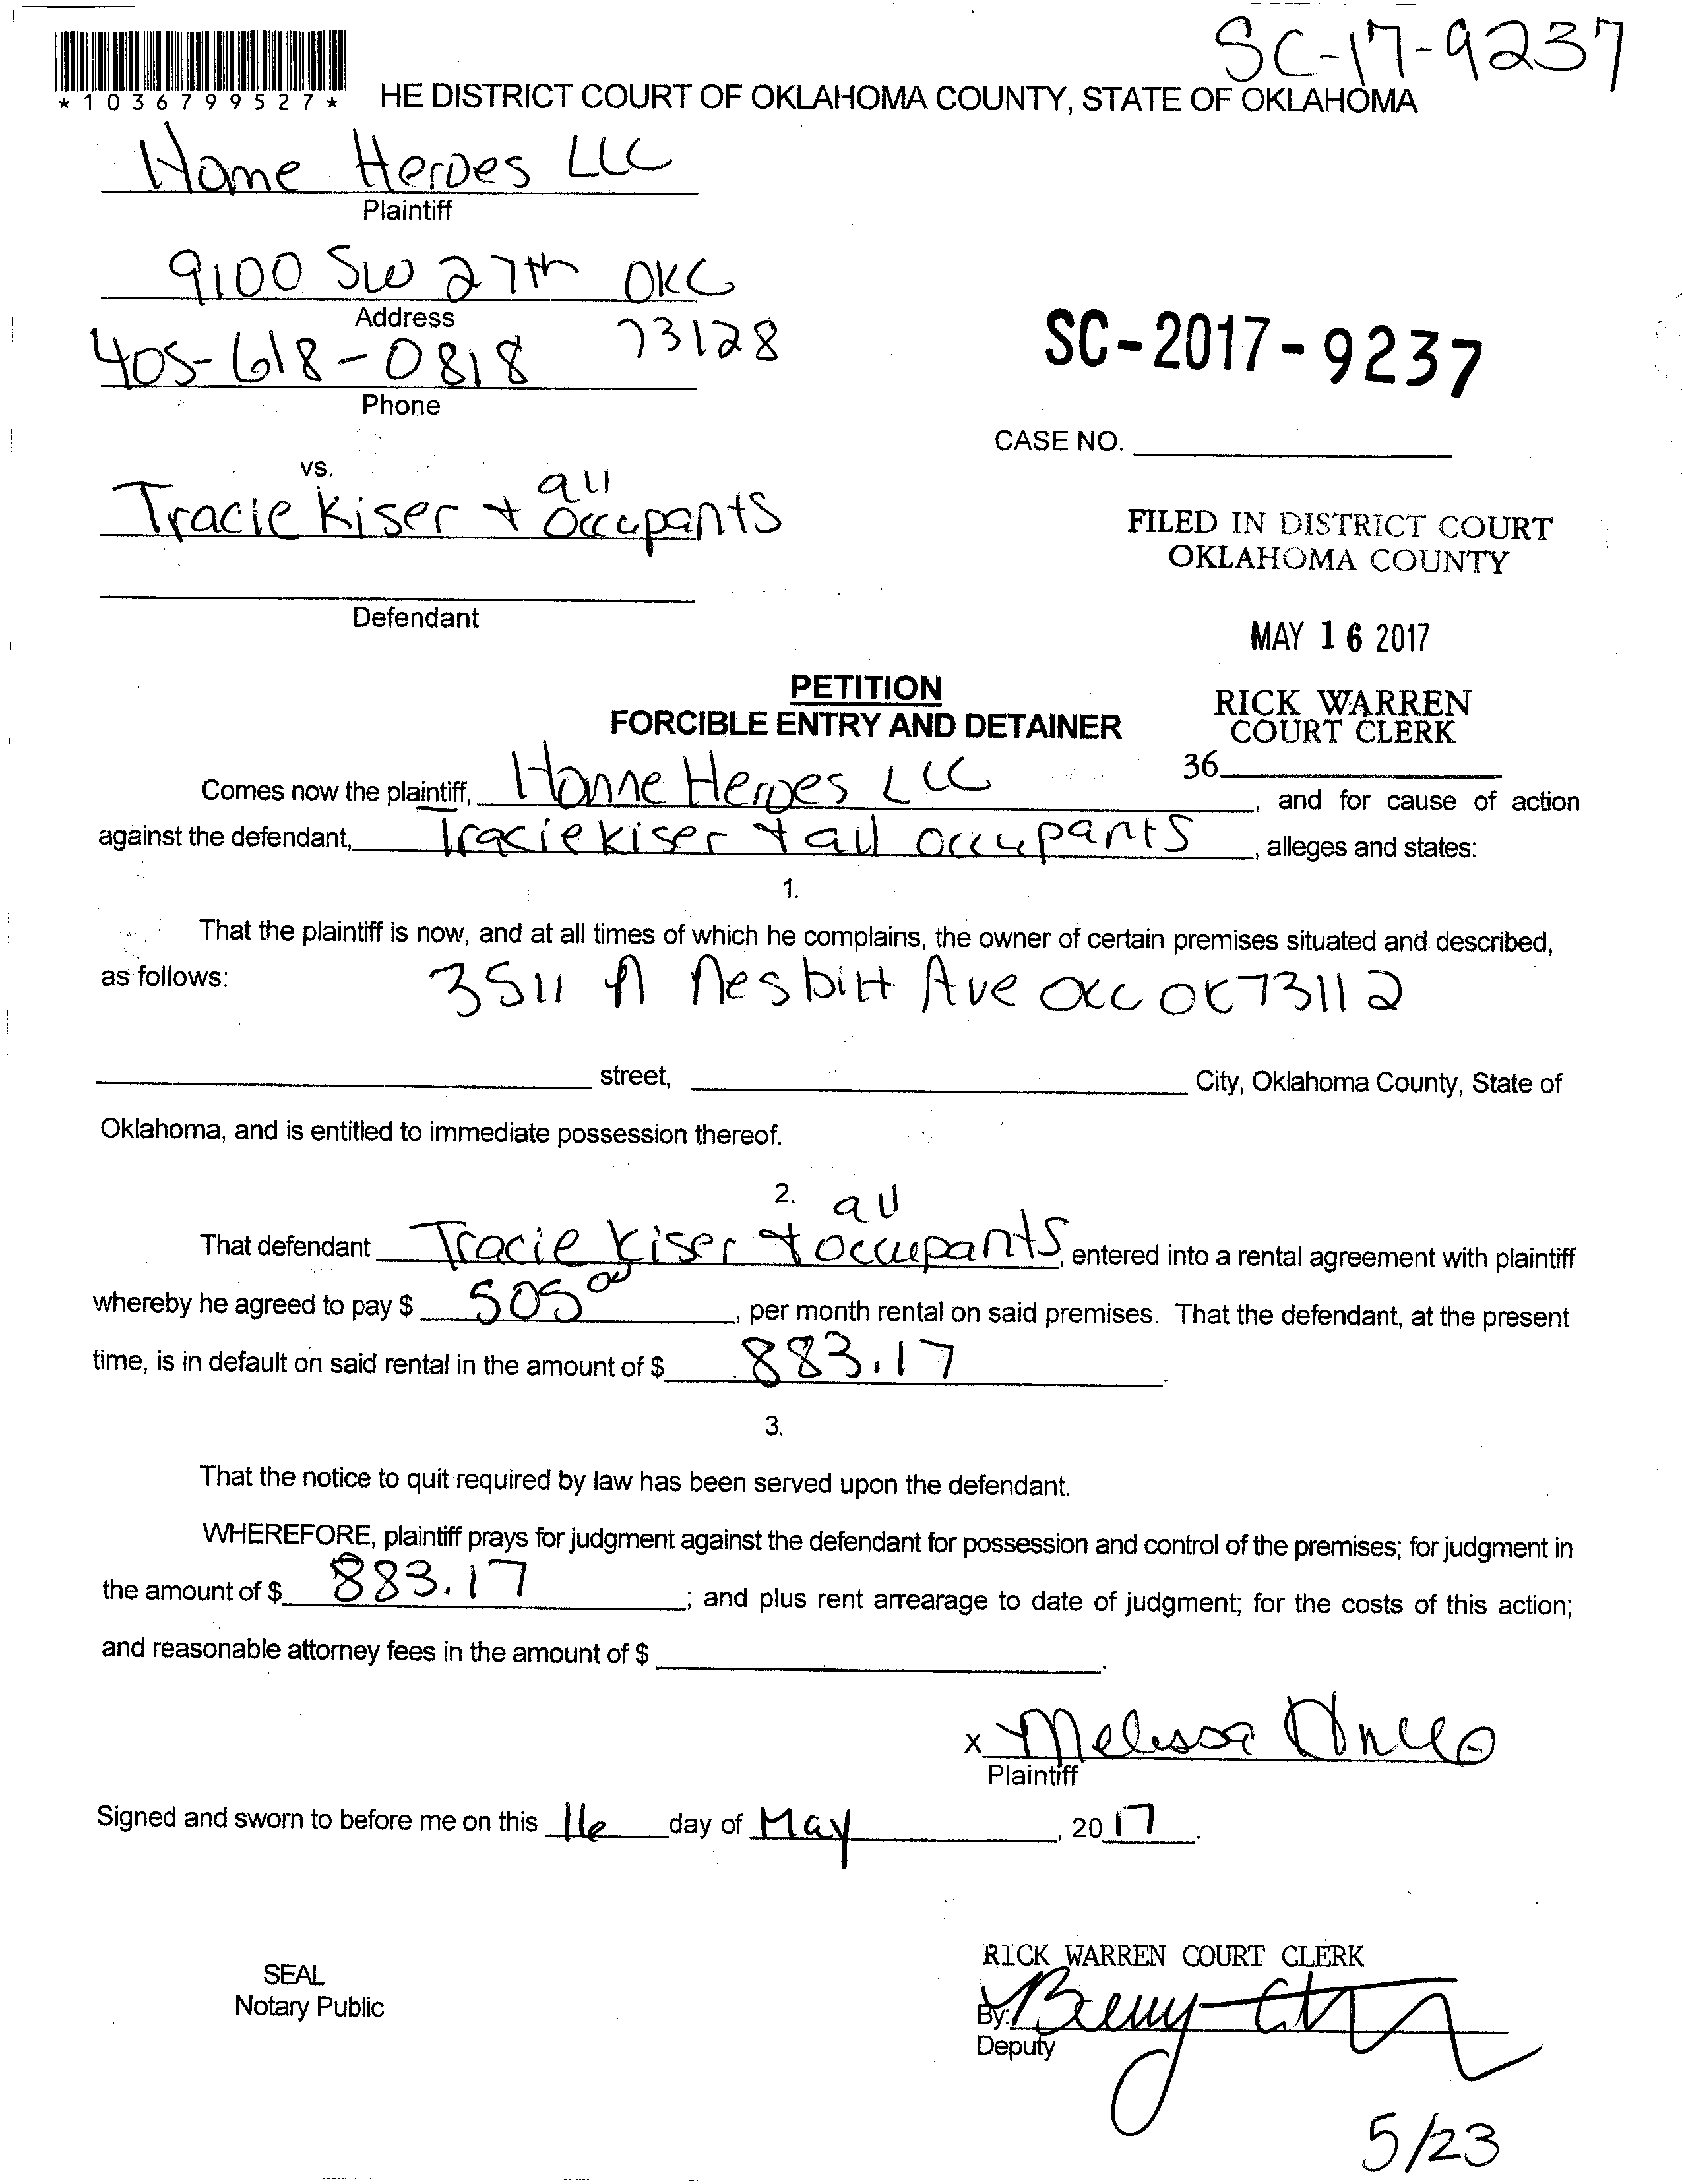 SC-17-9237
*1036799527*
HE DISTRICT COURT OF OKLAHOMA COUNTY, STATE OF OKLAHOMA
Home Heroes LLC
Plaintiff
9100 SW 27th OKC
Address
73128
405-618-0818
Phone
SC-2017-9237
CASE NO.
vs.
all
Tracie Kiser + occupants
FILED IN DISTRICT COURT
OKLAHOMA COUNTY
Defendant
MAY 16 2017
PETITION
FORCIBLE ENTRY AND DETAINER
RICK WARREN
COURT CLERK
36
Comes now the plaintiff, Home Heroes LLC, and for cause of action
against the defendant, Tracie Kiser + all occupants, alleges and states:
1.
That the plaintiff is now, and at all times of which he complains, the owner of certain premises situated and described,
as follows: 3511 N Nesbitt Ave OKC OK 73112
street, City, Oklahoma County, State of
Oklahoma, and is entitled to immediate possession thereof.
2.
all
That defendant Tracie Kiser + occupants, entered into a rental agreement with plaintiff
whereby he agreed to pay $ 505 00, per month rental on said premises. That the defendant, at the present
time, is in default on said rental in the amount of $ 883.17.
3.
That the notice to quit required by law has been served upon the defendant.
WHEREFORE, plaintiff prays for judgment against the defendant for possession and control of the premises; for judgment in
the amount of $ 883.17; and plus rent arrearage to date of judgment; for the costs of this action;
and reasonable attorney fees in the amount of $ .
x Melissa
Plaintiff
Signed and sworn to before me on this 16 day of May, 2017.
RICK WARREN COURT CLERK
SEAL
Notary Public
By:
Deputy
5/23